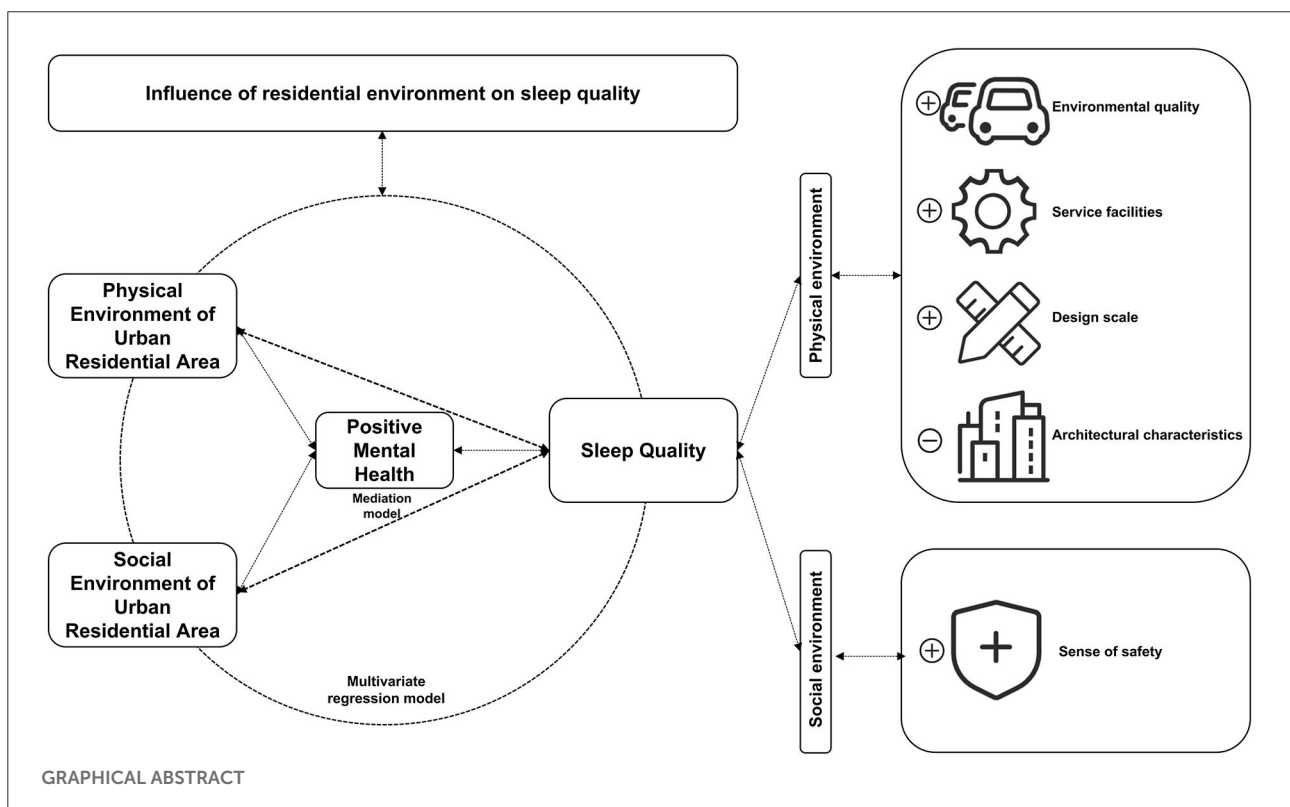 Influence of residential environment on sleep quality
Physical
Environment of
Urban
Residential Area
Positive
Mental
Health
Mediation
model
Sleep Quality
Social
Environment of
Urban
Residential Area
Multivariate
regression model
Physical environment
Environmental quality
Service facilities
Design scale
Architectural characteristics
Social environment
Sense of safety
GRAPHICAL ABSTRACT